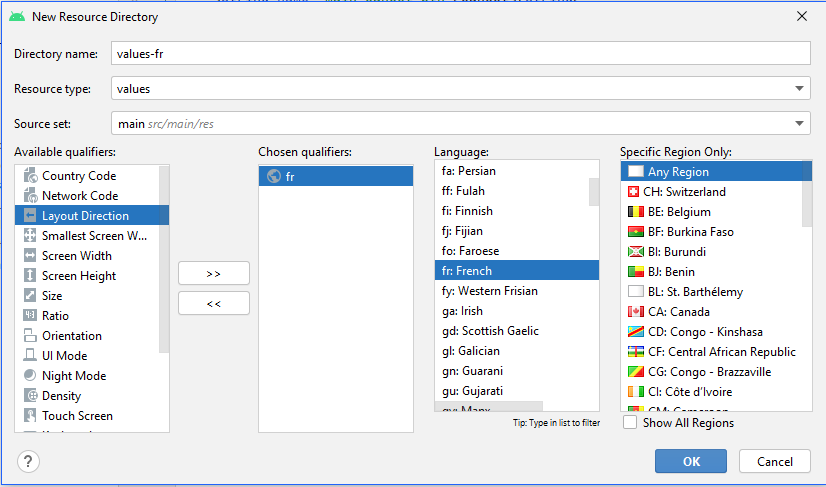 New Resource Directory
Directory name: values-fr
Resource type: values
Source set: main src/main/res
Available qualifiers:
Country Code
Network Code
Layout Direction
Smallest Screen W...
Screen Width
Screen Height
Size
Ratio
Orientation
UI Mode
Night Mode
Density
Touch Screen
>>
<<
Chosen qualifiers:
fr
Language:
fa: Persian
ff: Fulah
fi: Finnish
fj: Fijian
fo: Faroese
fr: French
fy: Western Frisian
ga: Irish
gd: Scottish Gaelic
gl: Galician
gn: Guarani
gu: Gujarati
gv: Manx
Tip: Type in list to filter
Specific Region Only:
Any Region
CH: Switzerland
BE: Belgium
BF: Burkina Faso
BI: Burundi
BJ: Benin
BL: St. Barthélemy
CA: Canada
CD: Congo - Kinshasa
CF: Central African Republic
CG: Congo - Brazzaville
CI: Côte d'Ivoire
CM: Cameroon
Show All Regions
?
OK
Cancel